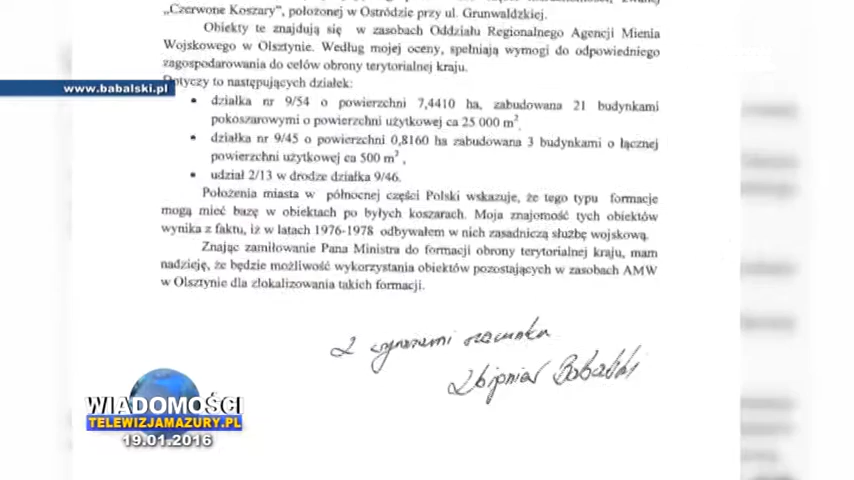 „Czerwone Koszary”, położonej w Ostródzie przy ul. Grunwaldzkiej.
Obiekty te znajdują się w zasobach Oddziału Regionalnego Agencji Mienia
Wojskowego w Olsztynie. Według mojej oceny, spełniają wymogi do odpowiedniego
zagospodarowania do celów obrony terytorialnej kraju.
Dotyczy to następujących działek:
www.babalski.pl
• działka nr 9/54 o powierzchni 7,4410 ha, zabudowana 21 budynkami
pokoszarowymi o powierzchni użytkowej ca 25 000 m²,
• działka nr 9/45 o powierzchni 0,8160 ha zabudowana 3 budynkami o łącznej
powierzchni użytkowej ca 500 m²,
• udział 2/13 w drodze działka 9/46.
Położenia miasta w północnej części Polski wskazuje, że tego typu formacje
mogą mieć bazę w obiektach po byłych koszarach. Moja znajomość tych obiektów
wynika z faktu, iż w latach 1976-1978 odbywałem w nich zasadniczą służbę wojskową.
Znając zamiłowanie Pana Ministra do formacji obrony terytorialnej kraju, mam
nadzieję, że będzie możliwość wykorzystania obiektów pozostających w zasobach AMW
w Olsztynie dla zlokalizowania takich formacji.
Z wyrazami szacunku
Zbigniew Babalski
WIADOMOŚCI
TELEWIZJAMAZURY.PL
19.01.2016